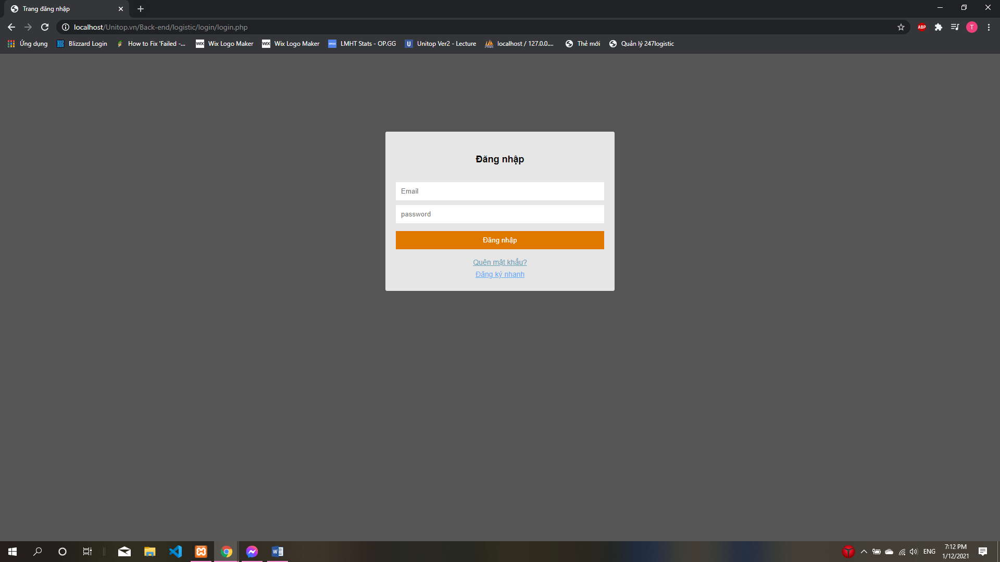 Trang đăng nhập
localhost/Unitop.vn/Back-end/logistic/login/login.php
ABP
T
Ứng dụng
Blizzard Login
How to Fix 'Failed -...
WIX
Wix Logo Maker
WIX
Wix Logo Maker
LMHT Stats - OP.GG
U
Unitop Ver2 - Lecture
localhost / 127.0.0....
Thẻ mới
Quản lý 247logistic
Đăng nhập
Email
password
Đăng nhập
Quên mật khẩu?
Đăng ký nhanh
W
ENG
7:12 PM
1/12/2021